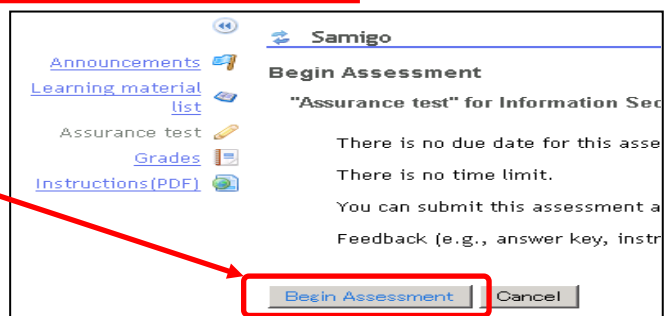 Announcements
Learning material
list
Assurance test
Grades
Instructions(PDF)
Samigo
Begin Assessment
"Assurance test" for Information Sec
There is no due date for this asse
There is no time limit.
You can submit this assessment a
Feedback (e.g., answer key, instr
Begin Assessment Cancel